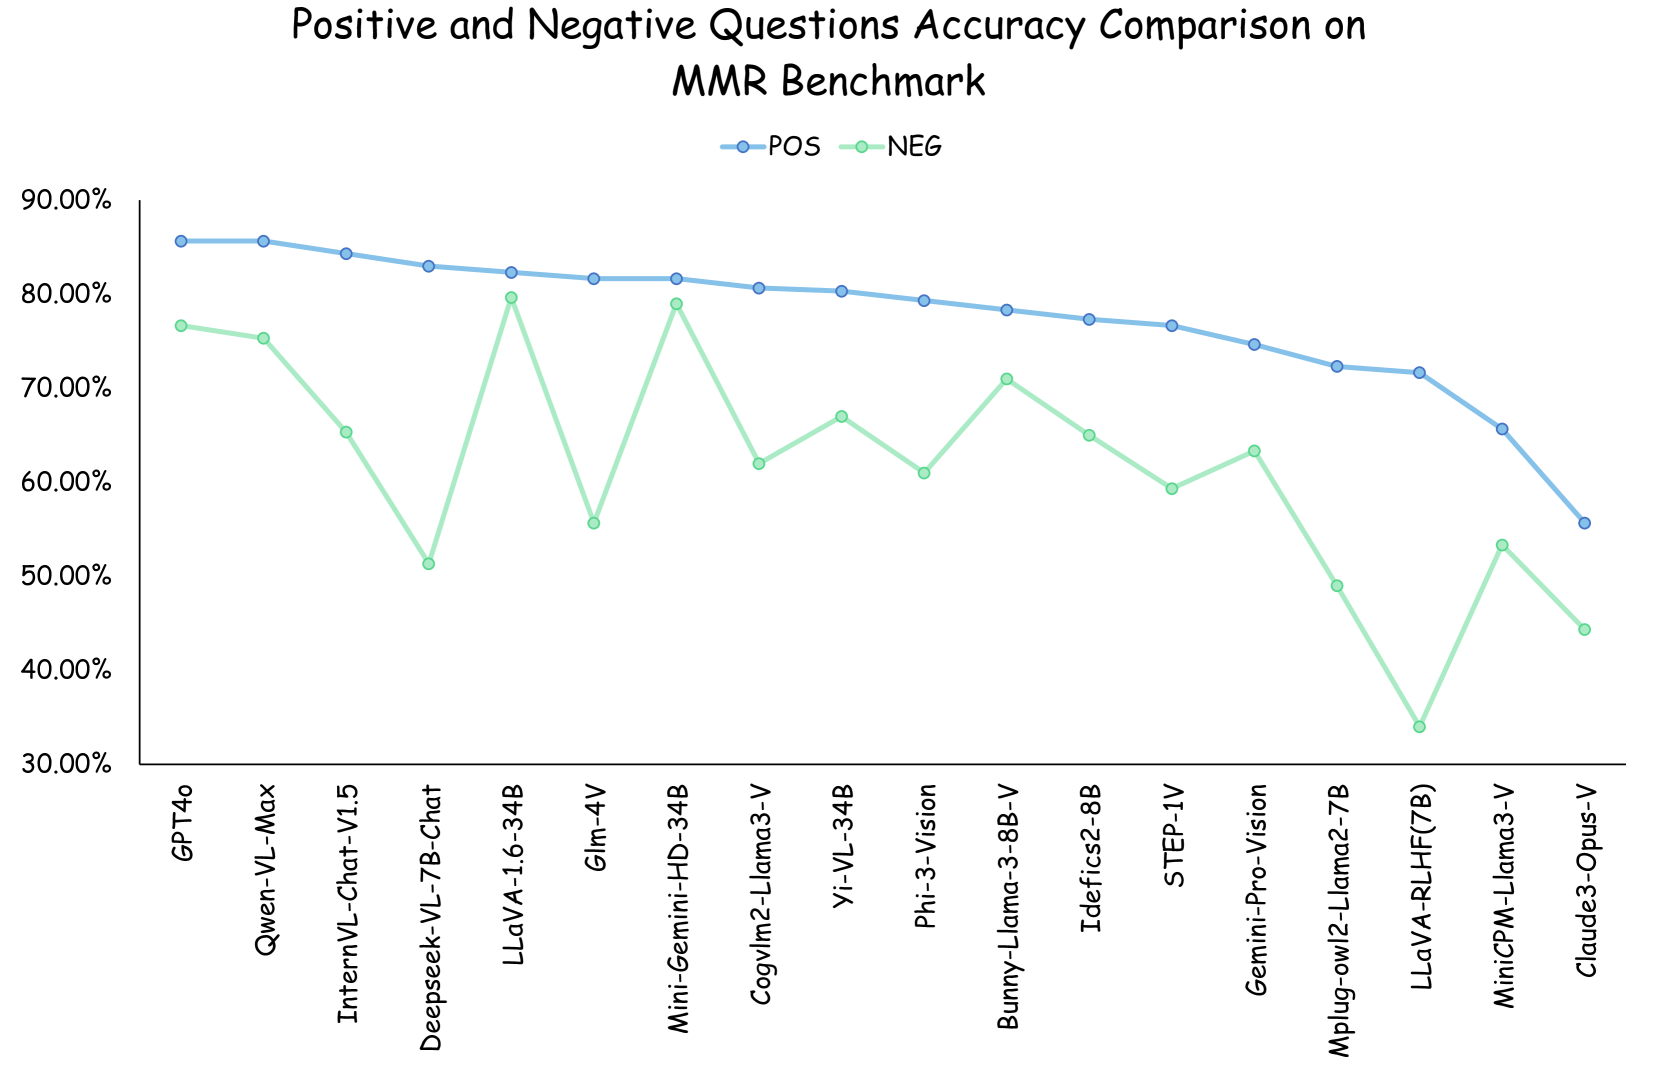 Positive and Negative Questions Accuracy Comparison on
MMR Benchmark
POS
NEG
90.00%
80.00%
70.00%
60.00%
50.00%
40.00%
30.00%
GPT4o
Qwen-VL-Max
InternVL-Chat-V1.5
Deepseek-VL-7B-Chat
LLaVA-1.6-34B
Glm-4V
Mini-Gemini-HD-34B
Cogvlm2-Llama3-V
Yi-VL-34B
Phi-3-Vision
Bunny-Llama-3-8B-V
Idefics2-8B
STEP-1V
Gemini-Pro-Vision
Mplug-owl2-Llama2-7B
LLaVA-RLHF(7B)
MiniCPM-Llama3-V
Claude3-Opus-V